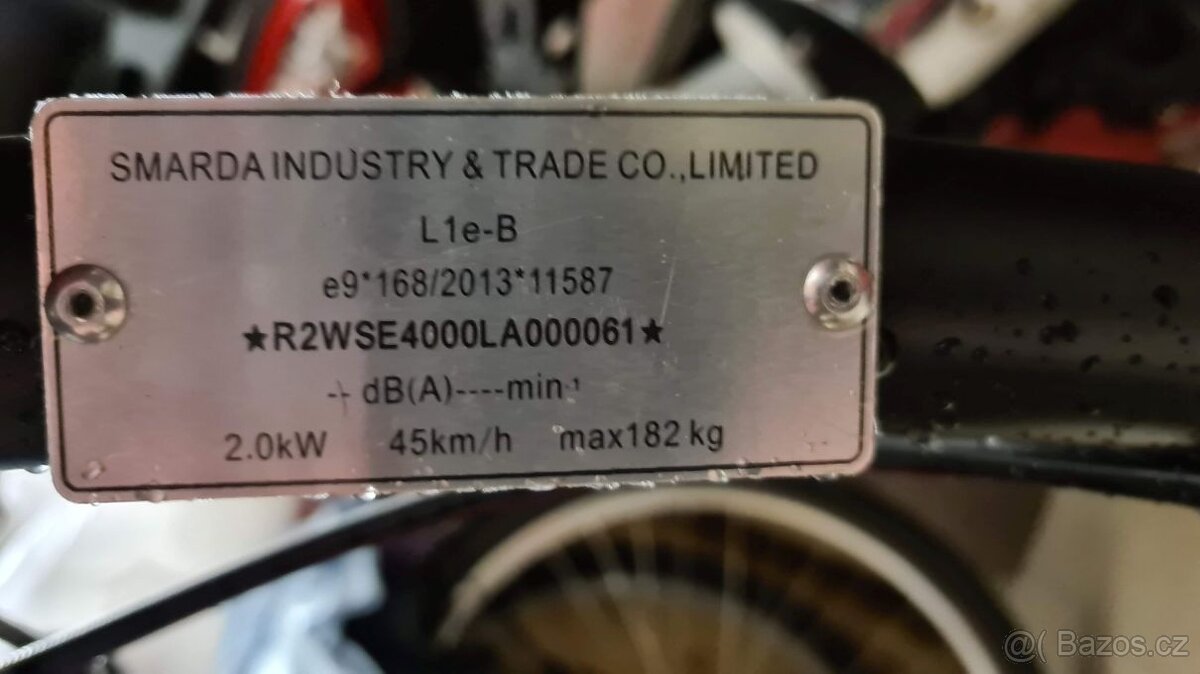 SMARDA INDUSTRY & TRADE CO.,LIMITED
L1e-B
e9*168/2013*11587
★R2WSE4000LA000061★
-- dB(A)----min-¹
2.0kW 45km/h max182 kg
@( Bazos.cz